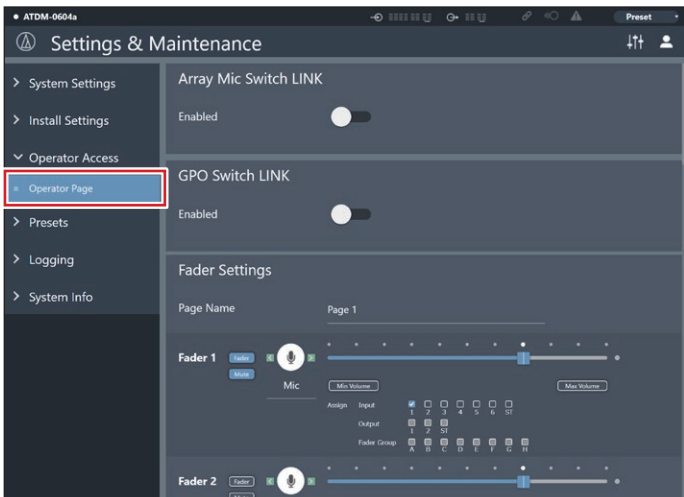 ATDM-0604a
Preset
Settings & Maintenance
System Settings
Install Settings
Operator Access
Operator Page
Presets
Logging
System Info
Array Mic Switch LINK
Enabled
GPO Switch LINK
Enabled
Fader Settings
Page Name Page 1
Fader 1 Fader
Mute
Mic
Min Volume Max Volume
Assign Input 1 2 3 4 5 6 ST
Output 1 2 ST
Fader Group A B C D E F G H
Fader 2 Fader